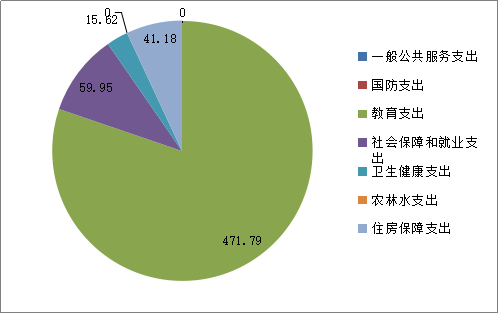 0
0
15.62
41.18
59.95
471.79
一般公共服务支出
国防支出
教育支出
社会保障和就业支
出
卫生健康支出
农林水支出
住房保障支出